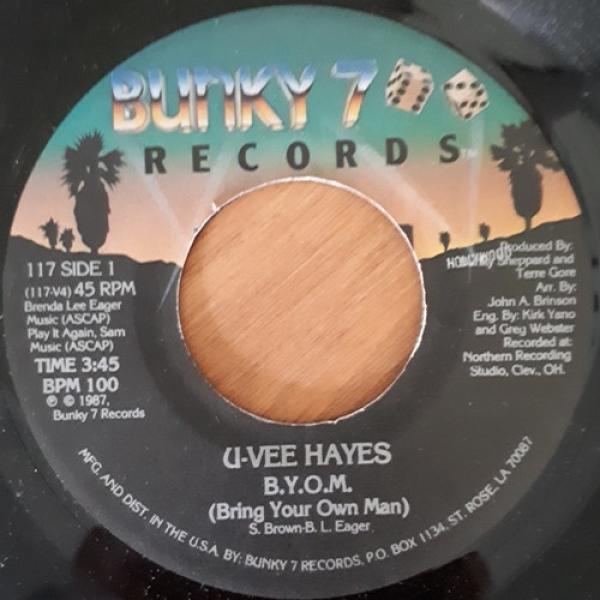 BUNKY 7
RECORDS™
HOLLYWOOD
117 SIDE 1
(117-V4) 45 RPM
Brenda Lee Eager
Music (ASCAP)
Play It Again, Sam
Music (ASCAP)
TIME 3:45
BPM 100
℗ © 1987,
Bunky 7 Records
Produced By:
Sheppard and
Terre Gore
Arr. By:
John A. Brinson
Eng. By: Kirk Yano
and Greg Webster
Recorded at:
Northern Recording
Studio, Clev., OH.
U-VEE HAYES
B.Y.O.M.
(Bring Your Own Man)
S. Brown-B. L. Eager
MFG. AND DIST. IN THE U.S.A. BY: BUNKY 7 RECORDS, P.O. BOX 1134, ST. ROSE, LA 70087